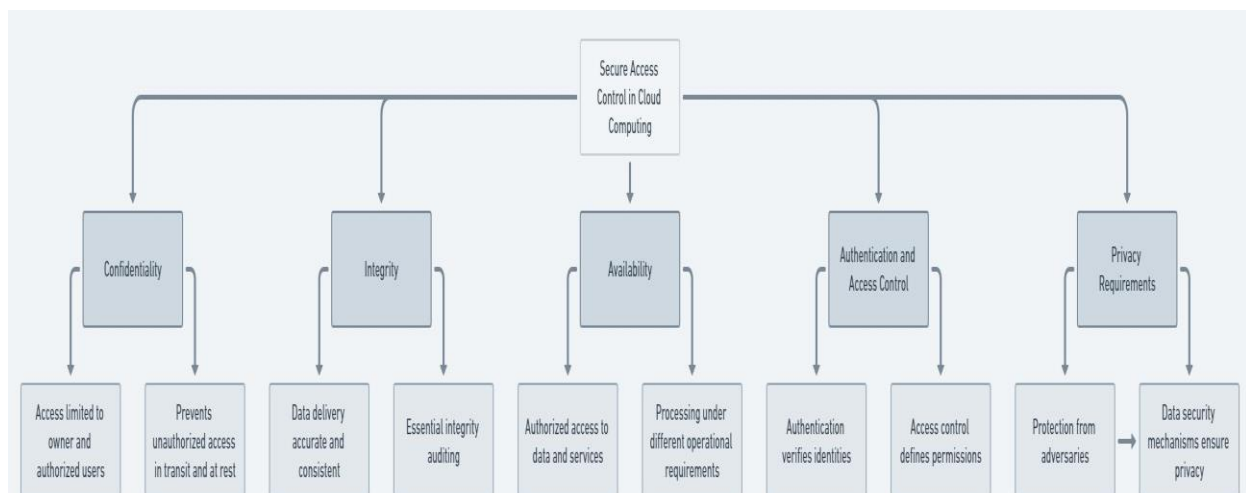 Secure Access
Control in Cloud
Computing
Confidentiality
Integrity
Availability
Authentication and
Access Control
Privacy
Requirements
Access limited to
owner and
authorized users
Prevents
unauthorized access
in transit and at rest
Data delivery
accurate and
consistent
Essential integrity
auditing
Authorized access to
data and services
Processing under
different operational
requirements
Authentication
verifies identities
Access control
defines permissions
Protection from
adversaries
Data security
mechanisms ensure
privacy